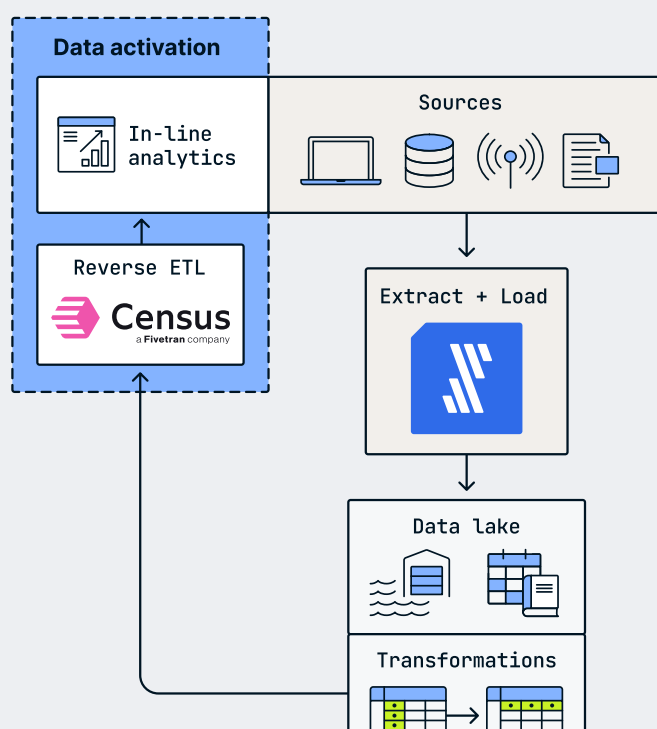 Data activation
In-line
analytics
Sources
Reverse ETL
Census
a Fivetran company
Extract + Load
Data lake
Transformations